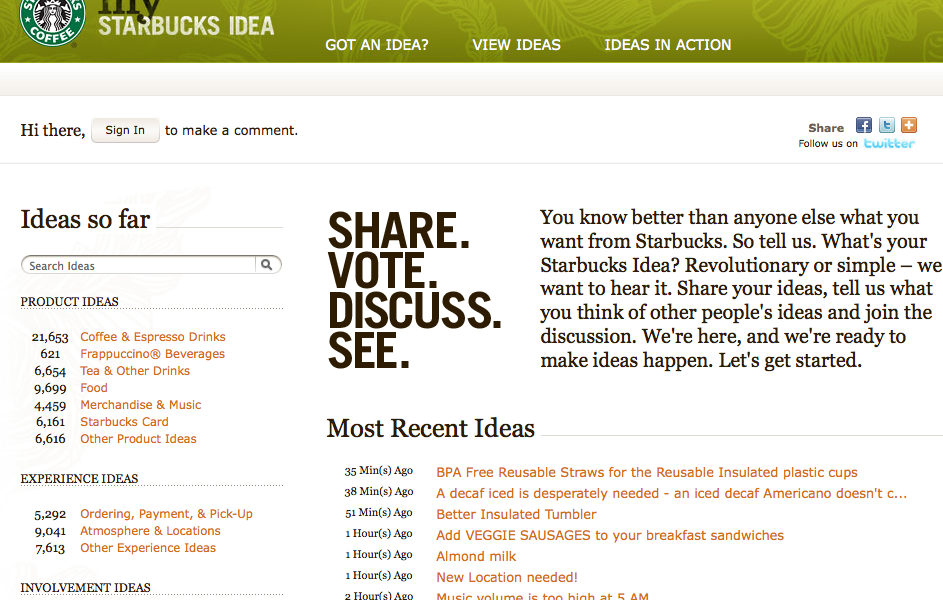 my
STARBUCKS IDEA
COFFEE
GOT AN IDEA? VIEW IDEAS IDEAS IN ACTION
Hi there, Sign In to make a comment.
Share
Follow us on twitter
Ideas so far
Search Ideas
PRODUCT IDEAS
21,653 Coffee & Espresso Drinks
621 Frappuccino® Beverages
6,654 Tea & Other Drinks
9,699 Food
4,459 Merchandise & Music
6,161 Starbucks Card
6,616 Other Product Ideas
EXPERIENCE IDEAS
5,292 Ordering, Payment, & Pick-Up
9,041 Atmosphere & Locations
7,613 Other Experience Ideas
INVOLVEMENT IDEAS
SHARE.
VOTE.
DISCUSS.
SEE.
You know better than anyone else what you
want from Starbucks. So tell us. What's your
Starbucks Idea? Revolutionary or simple – we
want to hear it. Share your ideas, tell us what
you think of other people's ideas and join the
discussion. We're here, and we're ready to
make ideas happen. Let's get started.
Most Recent Ideas
35 Min(s) Ago BPA Free Reusable Straws for the Reusable Insulated plastic cups
38 Min(s) Ago A decaf iced is desperately needed - an iced decaf Americano doesn't c...
51 Min(s) Ago Better Insulated Tumbler
1 Hour(s) Ago Add VEGGIE SAUSAGES to your breakfast sandwiches
1 Hour(s) Ago Almond milk
1 Hour(s) Ago New Location needed!
2 Hour(s) Ago Music volume is too high at 5 AM